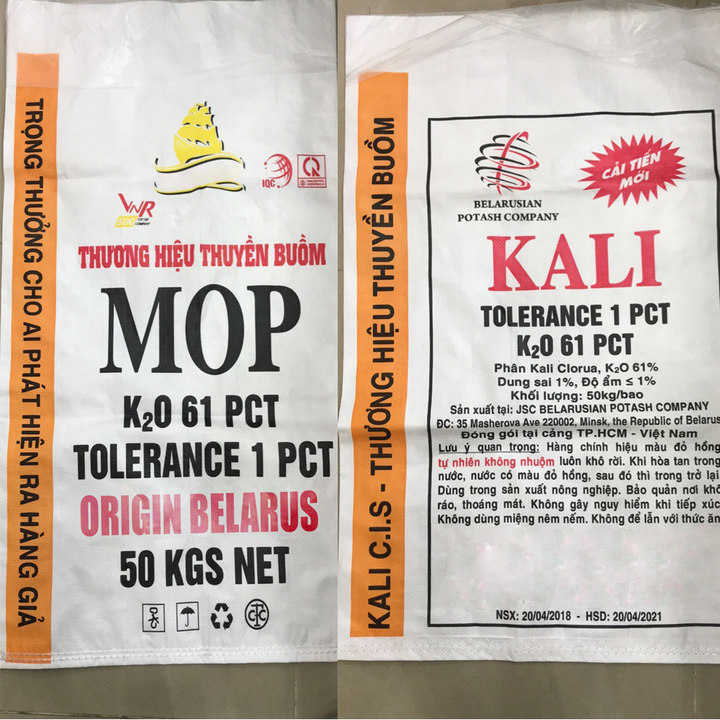 TRỌNG THƯỞNG CHO AI PHÁT HIỆN RA HÀNG GIẢ
IQC
VNR
500
THƯƠNG HIỆU THUYỀN BUỒM
MOP
K₂O 61 PCT
TOLERANCE 1 PCT
ORIGIN BELARUS
50 KGS NET
KALI C.I.S - THƯƠNG HIỆU THUYỀN BUỒM
BELARUSIAN
POTASH COMPANY
CẢI TIẾN
MỚI
KALI
TOLERANCE 1 PCT
K₂O 61 PCT
Phân Kali Clorua, K₂O 61%
Dung sai 1%, Độ ẩm ≤ 1%
Khối lượng: 50kg/bao
Sản xuất tại: JSC BELARUSIAN POTASH COMPANY
ĐC: 35 Masherova Ave 220002, Minsk, the Republic of Belarus
Đóng gói tại cảng TP.HCM - Việt Nam
Lưu ý quan trọng: Hàng chính hiệu màu đỏ hồng
tự nhiên không nhuộm luôn khô rời. Khi hòa tan trong
nước, nước có màu đỏ hồng, sau đó thì trong trở lại
Dùng trong sản xuất nông nghiệp. Bảo quản nơi khô
ráo, thoáng mát. Không gây nguy hiểm khi tiếp xúc
Không dùng miệng nêm nếm. Không để lẫn với thức ăn
NSX: 20/04/2018 - HSD: 20/04/2021